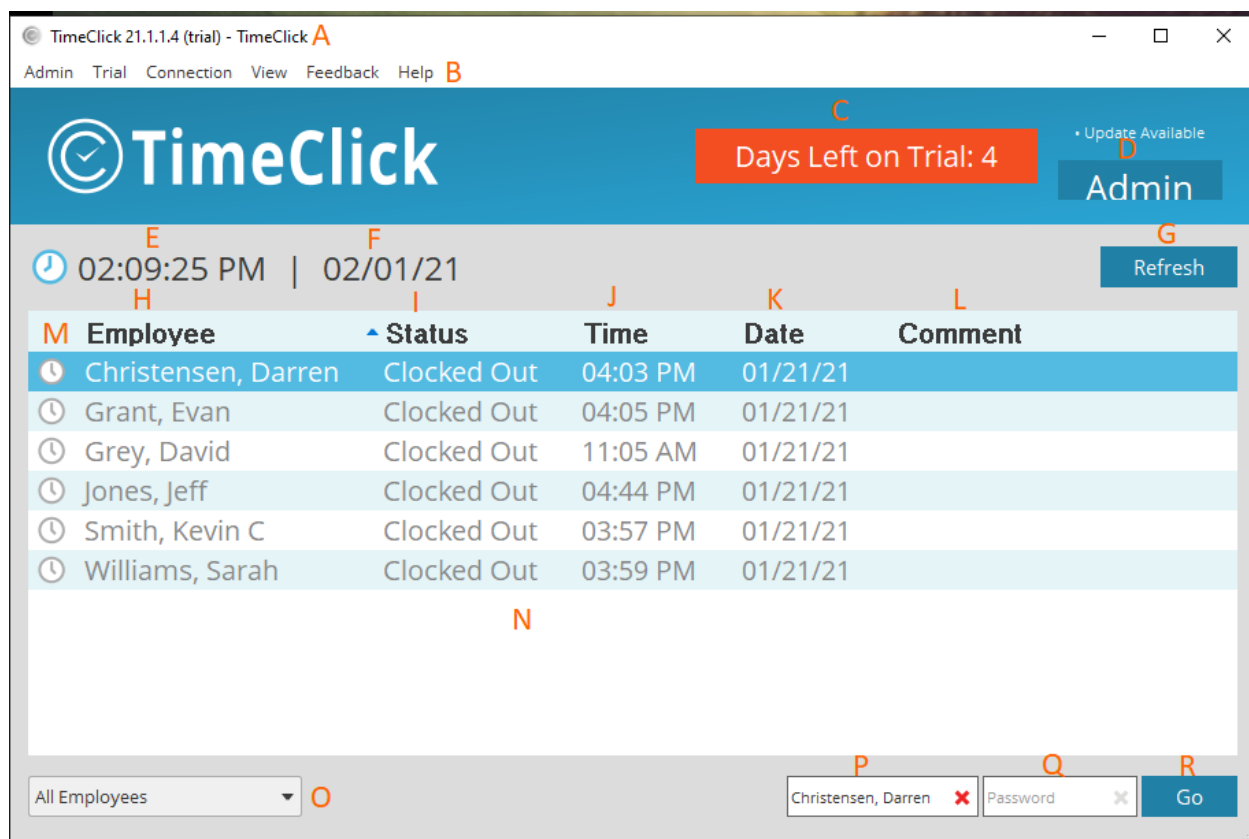 TimeClick 21.1.1.4 (trial) - TimeClick A
Admin Trial Connection View Feedback Help B
C
TimeClick
Days Left on Trial: 4
• Update Available
D
Admin
E F G
02:09:25 PM | 02/01/21 Refresh
H I J K L
M Employee Status Time Date Comment
Christensen, Darren Clocked Out 04:03 PM 01/21/21
Grant, Evan Clocked Out 04:05 PM 01/21/21
Grey, David Clocked Out 11:05 AM 01/21/21
Jones, Jeff Clocked Out 04:44 PM 01/21/21
Smith, Kevin C Clocked Out 03:57 PM 01/21/21
Williams, Sarah Clocked Out 03:59 PM 01/21/21
N
P Q R
All Employees O Christensen, Darren Password Go